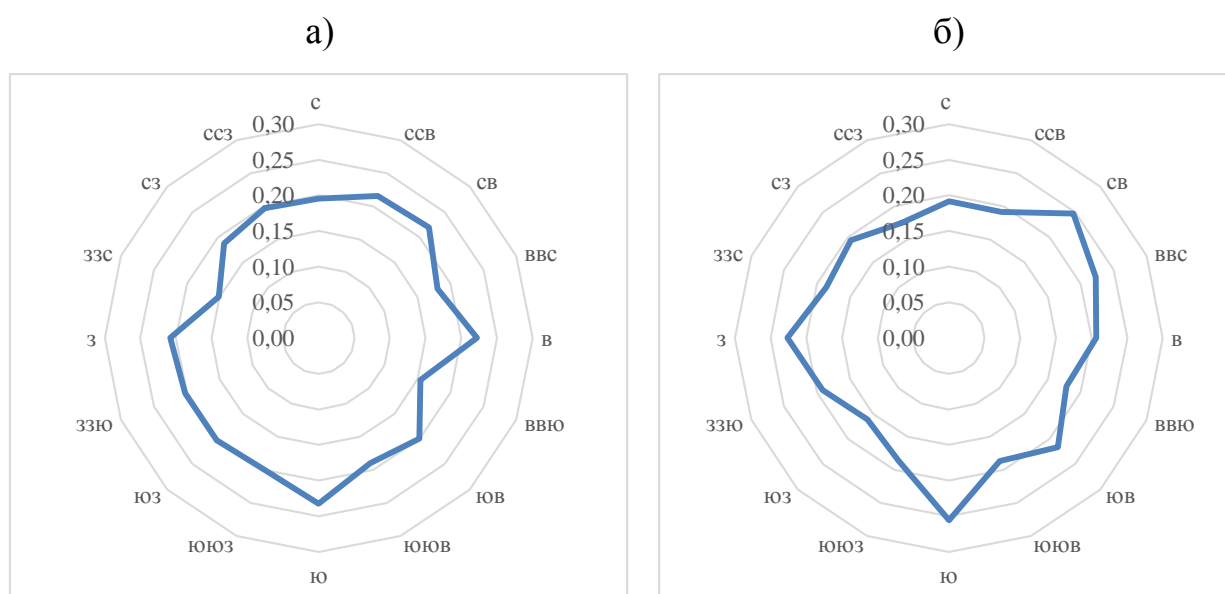 а) б)
с с
0,30 0,30
ссз ссв ссз ссв
0,25 0,25
сз св сз св
0,20 0,20
0,15 0,15
ззс ввс ззс ввс
0,10 0,10
0,05 0,05
з 0,00 в з 0,00 в
ззю ввю ззю ввю
юз юв юз юв
ююз ююв ююз ююв
ю ю